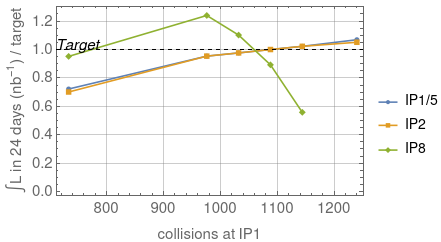 ∫L in 24 days (nb⁻¹) / target
1.2
1.0
0.8
0.6
0.4
0.2
0.0
Target
800 900 1000 1100 1200
collisions at IP1
IP1/5
IP2
IP8